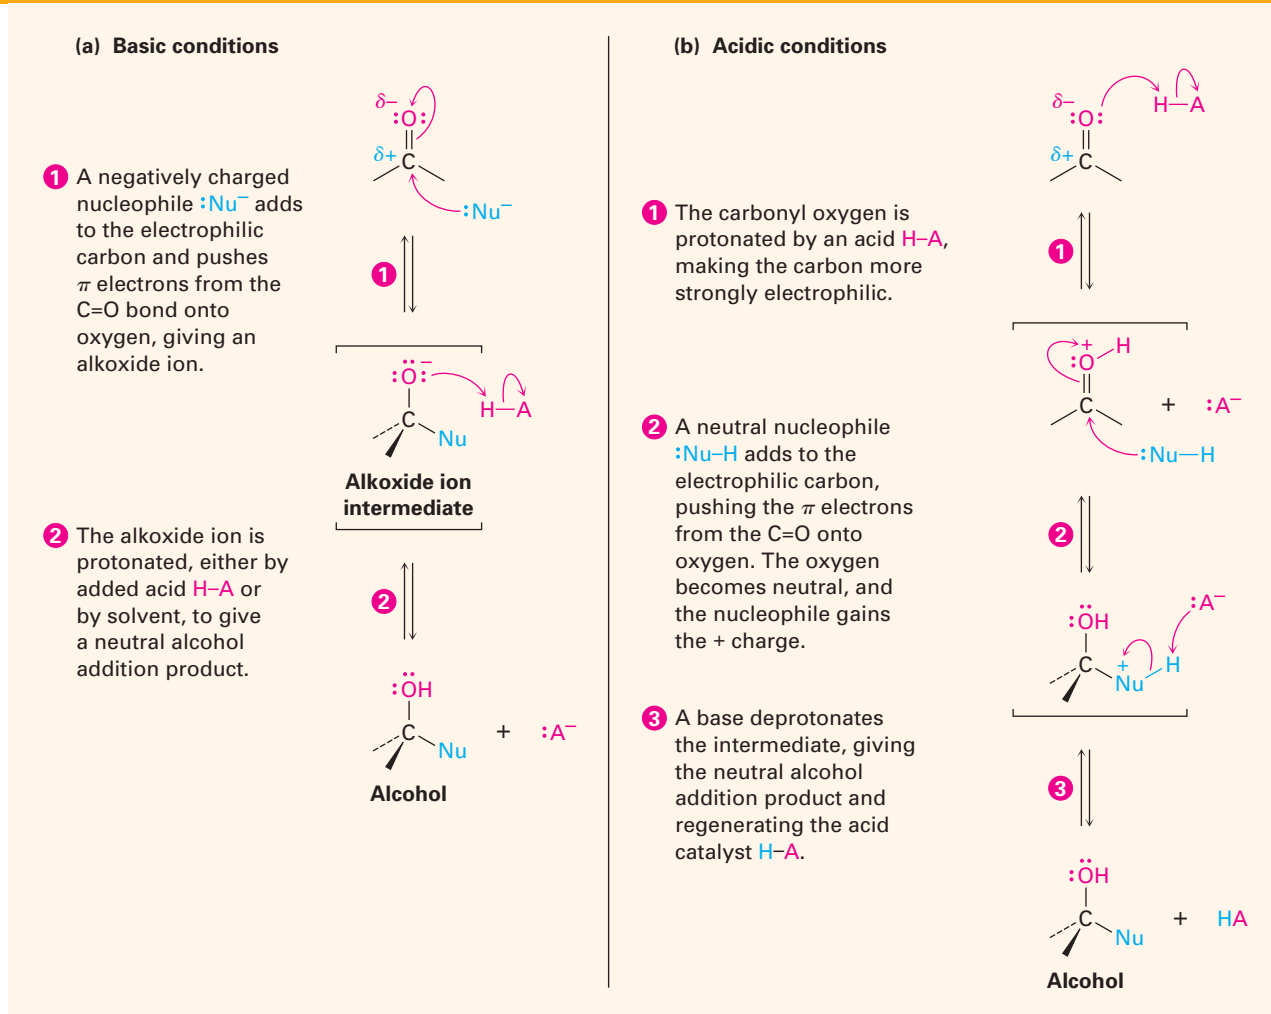 (a) Basic conditions
δ–
:O:
δ+
C
:Nu–
1 A negatively charged
nucleophile :Nu– adds
to the electrophilic
carbon and pushes
π electrons from the
C=O bond onto
oxygen, giving an
alkoxide ion.
1
:O:–
H–A
C
Nu
Alkoxide ion
intermediate
2 The alkoxide ion is
protonated, either by
added acid H–A or
by solvent, to give
a neutral alcohol
addition product.
2
:OH
C
Nu
+ :A–
Alcohol
(b) Acidic conditions
δ–
:O:
H–A
δ+
C
1 The carbonyl oxygen is
protonated by an acid H–A,
making the carbon more
strongly electrophilic.
1
+
:O
H
C
+ :A–
:Nu–H
2 A neutral nucleophile
:Nu–H adds to the
electrophilic carbon,
pushing the π electrons
from the C=O onto
oxygen. The oxygen
becomes neutral, and
the nucleophile gains
the + charge.
2
:A–
:OH
C
+
Nu
H
3 A base deprotonates
the intermediate, giving
the neutral alcohol
addition product and
regenerating the acid
catalyst H–A.
3
:OH
C
Nu
+ HA
Alcohol